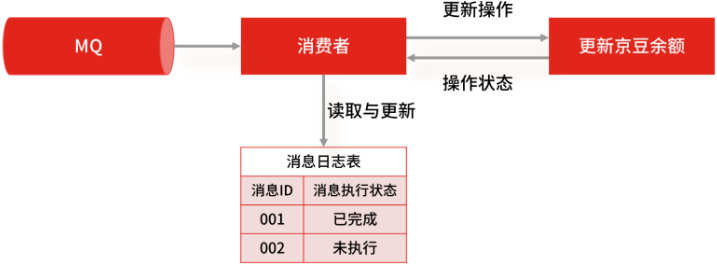 MQ
消费者
更新操作
更新京豆余额
操作状态
读取与更新
消息日志表
消息ID 消息执行状态
001 已完成
002 未执行